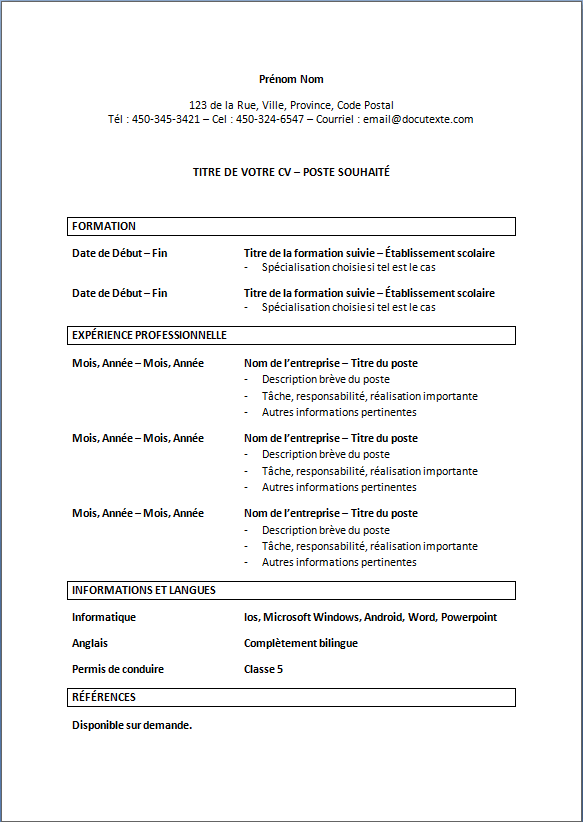 Prénom Nom
123 de la Rue, Ville, Province, Code Postal
Tél : 450-345-3421 – Cel : 450-324-6547 – Courriel : email@docutexte.com
TITRE DE VOTRE CV – POSTE SOUHAITÉ
FORMATION
Date de Début – Fin Titre de la formation suivie – Établissement scolaire
- Spécialisation choisie si tel est le cas
Date de Début – Fin Titre de la formation suivie – Établissement scolaire
- Spécialisation choisie si tel est le cas
EXPÉRIENCE PROFESSIONNELLE
Mois, Année – Mois, Année Nom de l’entreprise – Titre du poste
- Description brève du poste
- Tâche, responsabilité, réalisation importante
- Autres informations pertinentes
Mois, Année – Mois, Année Nom de l’entreprise – Titre du poste
- Description brève du poste
- Tâche, responsabilité, réalisation importante
- Autres informations pertinentes
Mois, Année – Mois, Année Nom de l’entreprise – Titre du poste
- Description brève du poste
- Tâche, responsabilité, réalisation importante
- Autres informations pertinentes
INFORMATIONS ET LANGUES
Informatique Ios, Microsoft Windows, Android, Word, Powerpoint
Anglais Complètement bilingue
Permis de conduire Classe 5
RÉFÉRENCES
Disponible sur demande.